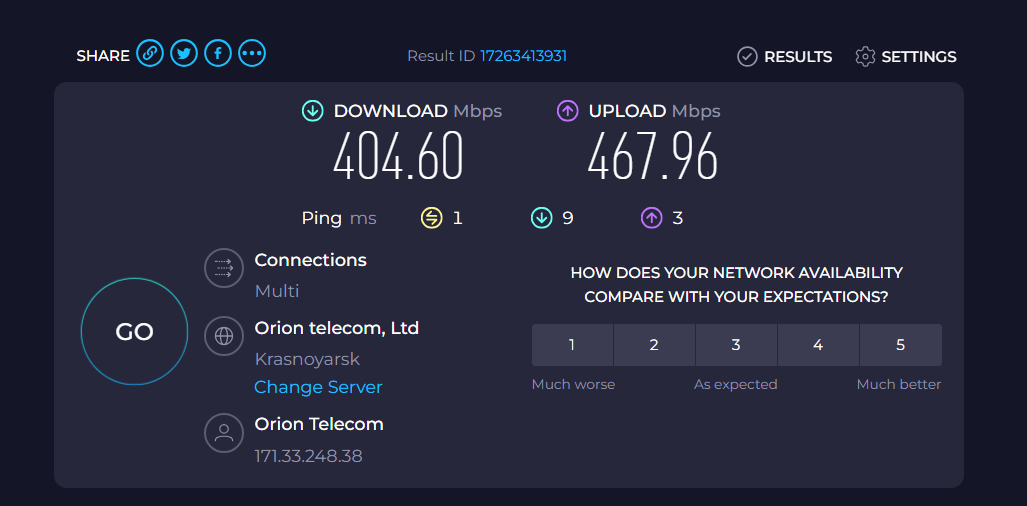 SHARE
Result ID 17263413931
RESULTS
SETTINGS
DOWNLOAD Mbps
404.60
UPLOAD Mbps
467.96
Ping ms 1 9 3
GO
Connections
Multi
Orion telecom, Ltd
Krasnoyarsk
Change Server
Orion Telecom
171.33.248.38
HOW DOES YOUR NETWORK AVAILABILITY
COMPARE WITH YOUR EXPECTATIONS?
1 2 3 4 5
Much worse As expected Much better